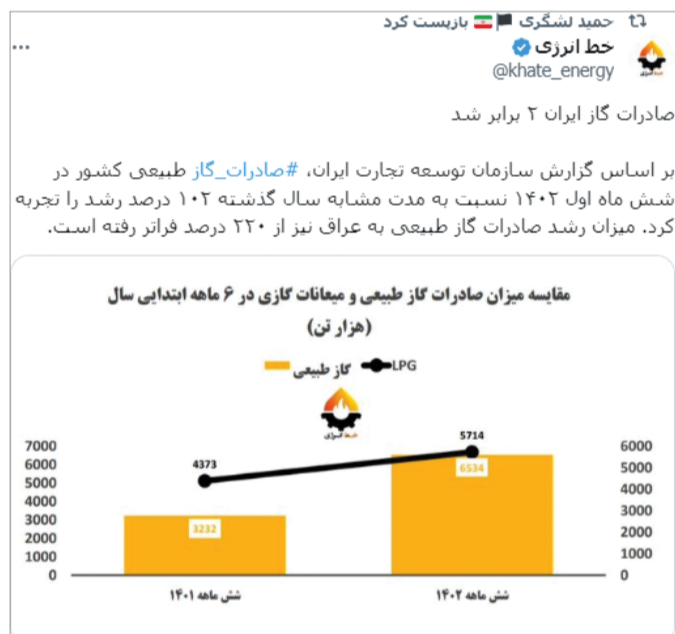 حمید لشگری 🏴🇮🇷 بازپست کرد
خط انرژی
@khate_energy
صادرات گاز ایران ۲ برابر شد
بر اساس گزارش سازمان توسعه تجارت ایران، #صادرات_گاز طبیعی کشور در
شش ماه اول ۱۴۰۲ نسبت به مدت مشابه سال گذشته ۱۰۲ درصد رشد را تجربه
کرد. میزان رشد صادرات گاز طبیعی به عراق نیز از ۲۲۰ درصد فراتر رفته است.
مقایسه میزان صادرات گاز طبیعی و میعانات گازی در ۶ ماهه ابتدایی سال
(هزار تن)
گاز طبیعی LPG
خط انرژی
7000
6000
5000
4000
3000
2000
1000
0
4373
3232
5714
6534
6000
5000
4000
3000
2000
1000
0
شش ماهه ۱۴۰۱
شش ماهه ۱۴۰۲